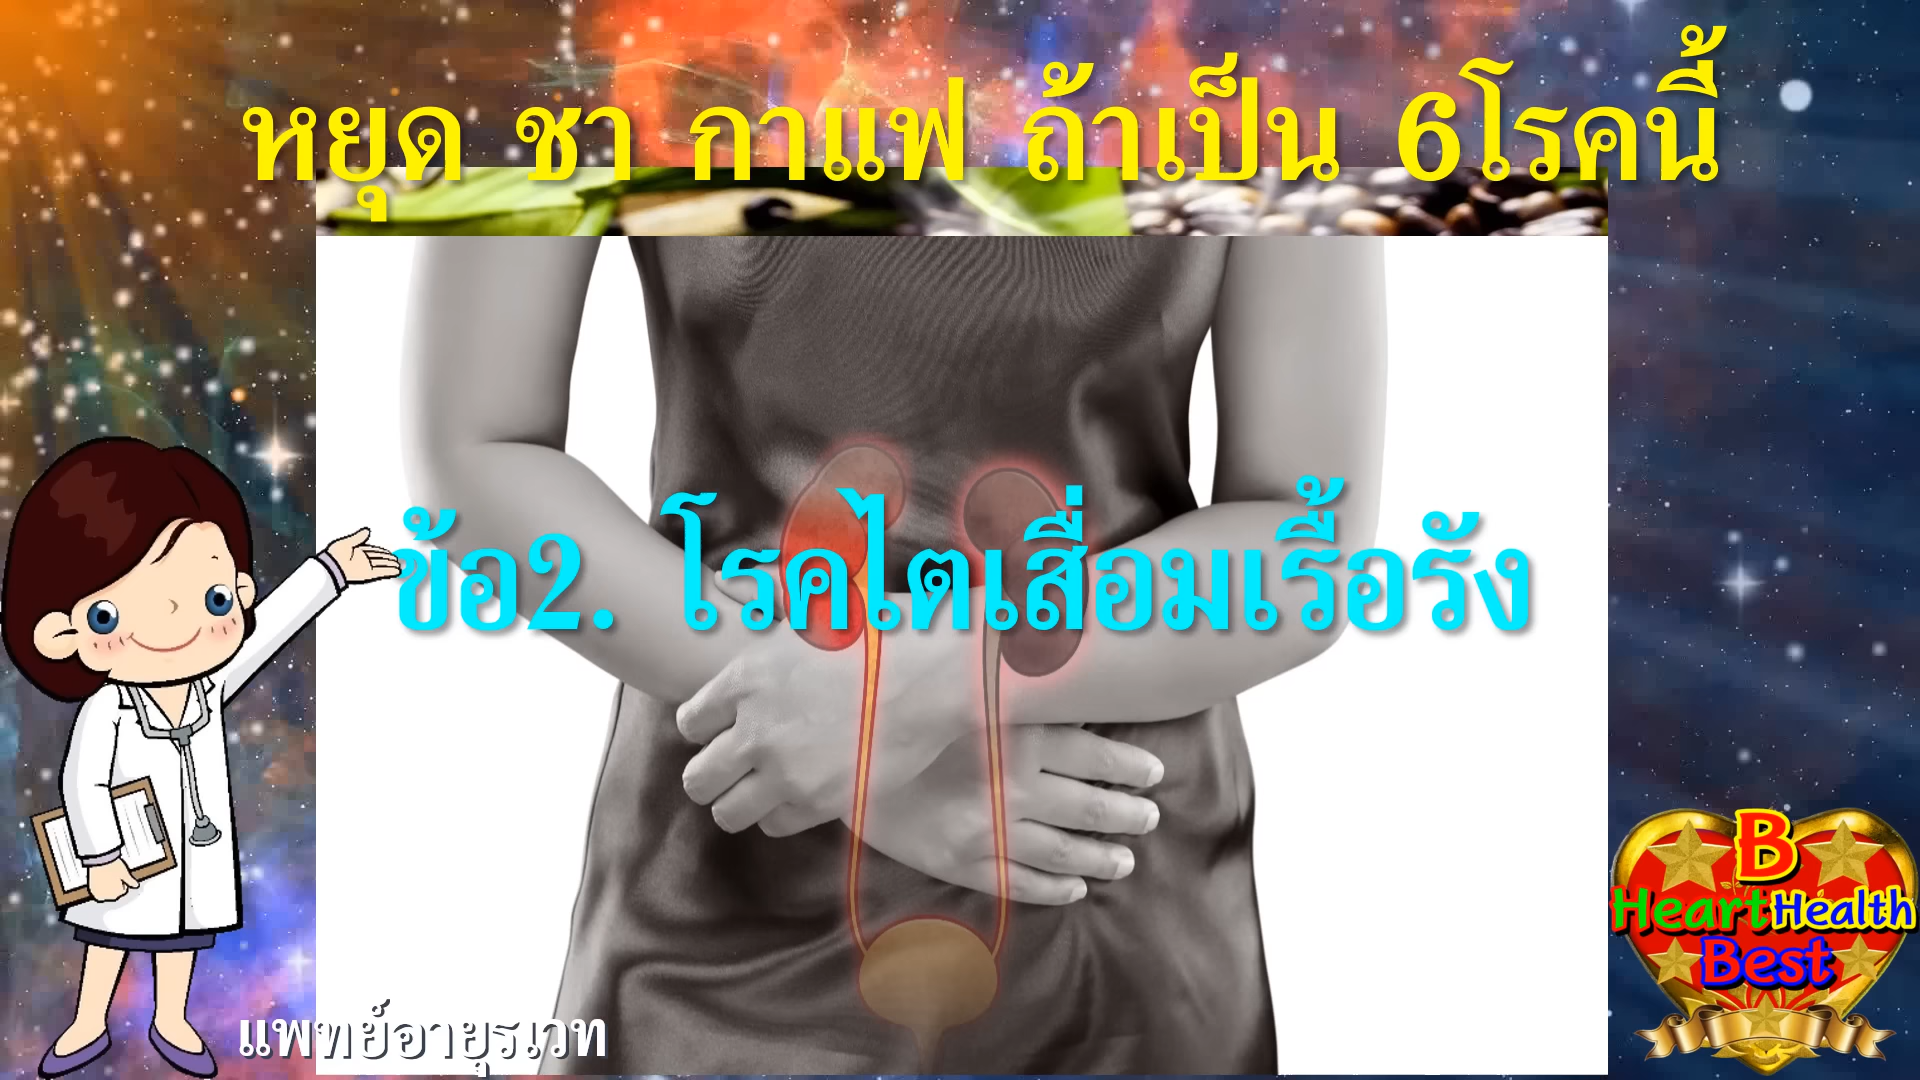 หยุด ชา กาแฟ ถ้าเป็น 6โรคนี้
ข้อ2. โรคไตเสื่อมเรื้อรัง
แพทย์อายุรเวท
B
Heart Health
Best